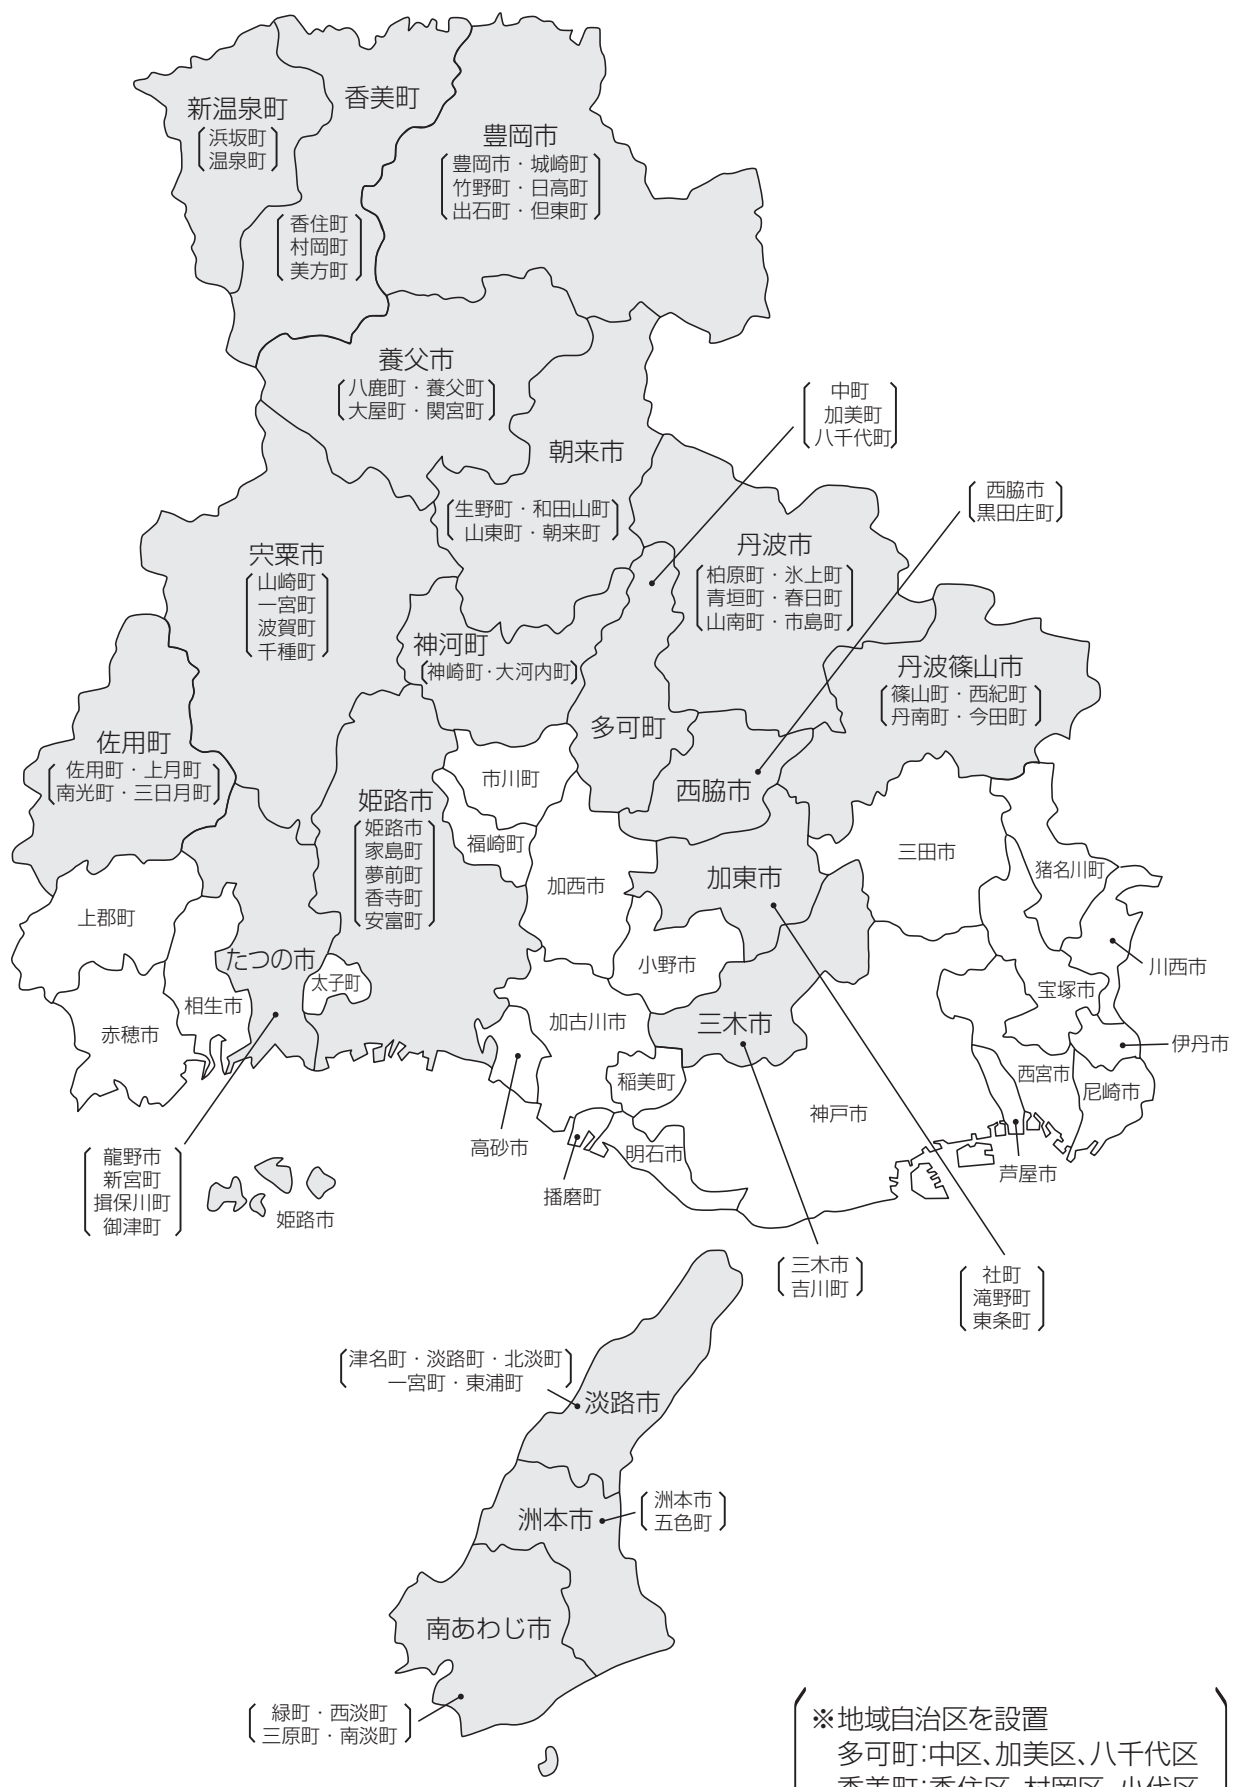 香美町
新温泉町
浜坂町
温泉町
豊岡市
豊岡市・城崎町
竹野町・日高町
出石町・但東町
香住町
村岡町
美方町
養父市
八鹿町・養父町
大屋町・関宮町
中町
加美町
八千代町
朝来市
生野町・和田山町
山東町・朝来町
西脇市
黒田庄町
宍粟市
山崎町
一宮町
波賀町
千種町
丹波市
柏原町・氷上町
青垣町・春日町
山南町・市島町
神河町
神崎町・大河内町
丹波篠山市
篠山町・西紀町
丹南町・今田町
佐用町
佐用町・上月町
南光町・三日月町
多可町
西脇市
市川町
姫路市
姫路市
家島町
夢前町
香寺町
安富町
福崎町
加西市
加東市
三田市
猪名川町
上郡町
たつの市
太子町
小野市
川西市
宝塚市
相生市
赤穂市
加古川市
三木市
伊丹市
稲美町
西宮市
尼崎市
神戸市
高砂市
明石市
芦屋市
播磨町
龍野市
新宮町
揖保川町
御津町
姫路市
三木市
吉川町
社町
滝野町
東条町
津名町・淡路町・北淡町
一宮町・東浦町
淡路市
洲本市
洲本市
五色町
南あわじ市
緑町・西淡町
三原町・南淡町
※地域自治区を設置
多可町:中区、加美区、八千代区
香美町:香住区、村岡区、小代区